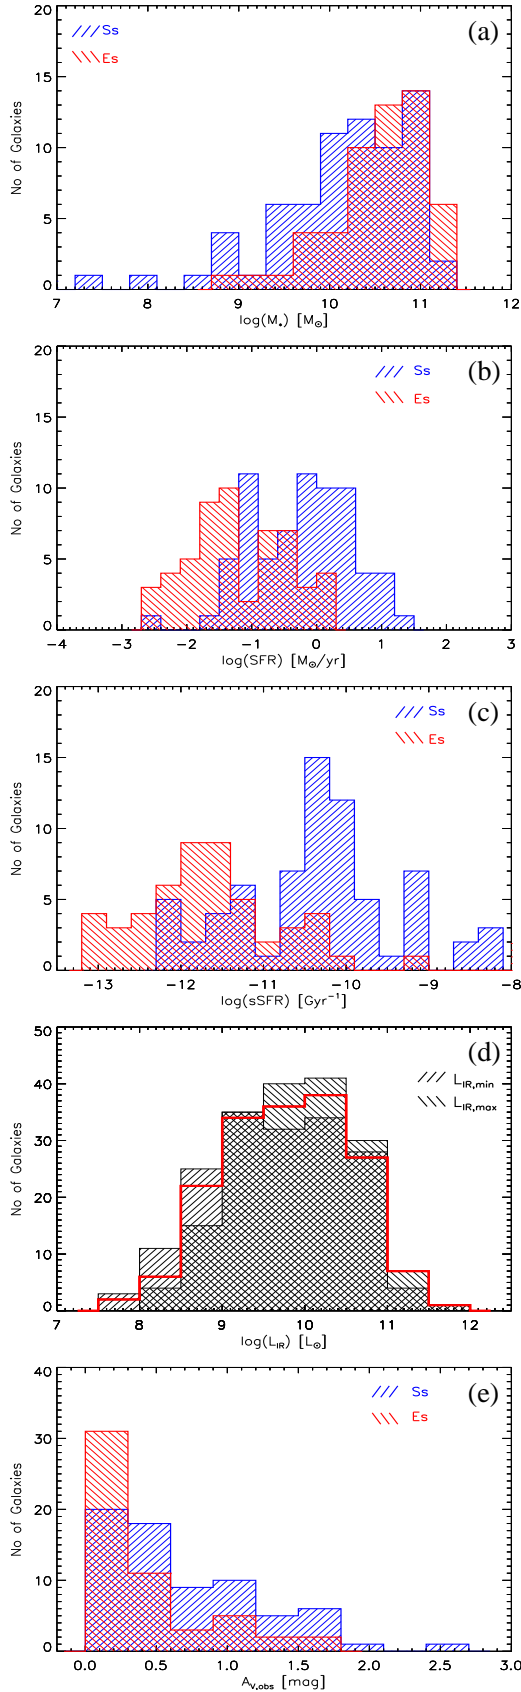 20
15
10
5
0
No of Galaxies
Ss
Es
(a)
7 8 9 10 11 12
log(M⋆) [M⊙]
20
15
10
5
0
No of Galaxies
Ss
Es
(b)
−4 −3 −2 −1 0 1 2 3
log(SFR) [M⊙/yr]
20
15
10
5
0
No of Galaxies
Ss
Es
(c)
−13 −12 −11 −10 −9 −8
log(sSFR) [Gyr⁻¹]
50
40
30
20
10
0
No of Galaxies
(d)
L_IR,min
L_IR,max
7 8 9 10 11 12
log(L_IR) [L⊙]
40
30
20
10
0
No of Galaxies
Ss
Es
(e)
0.0 0.5 1.0 1.5 2.0 2.5 3.0
A_V,obs [mag]